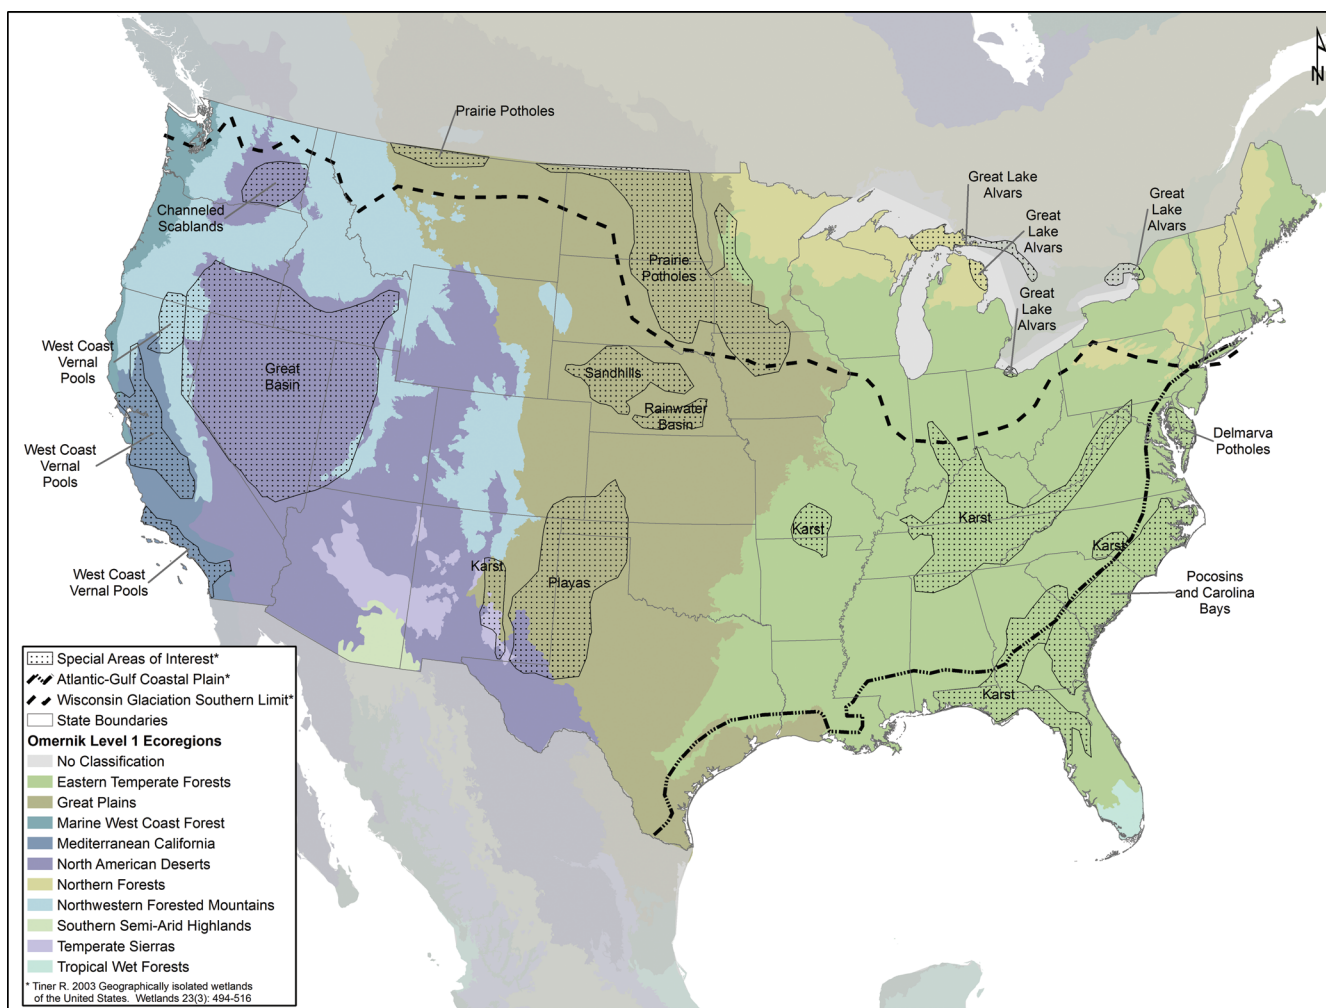 N
Prairie Potholes
Channeled
Scablands
Great Lake
Alvars
Great
Lake
Alvars
Great
Lake
Alvars
Great
Lake
Alvars
Prairie
Potholes
West Coast
Vernal
Pools
Great
Basin
Sandhills
Rainwater
Basin
West Coast
Vernal
Pools
Delmarva
Potholes
Karst
Karst
Karst
Karst
Playas
West Coast
Vernal Pools
Pocosins
and Carolina
Bays
Karst
Special Areas of Interest*
Atlantic-Gulf Coastal Plain*
Wisconsin Glaciation Southern Limit*
State Boundaries
Omernik Level 1 Ecoregions
No Classification
Eastern Temperate Forests
Great Plains
Marine West Coast Forest
Mediterranean California
North American Deserts
Northern Forests
Northwestern Forested Mountains
Southern Semi-Arid Highlands
Temperate Sierras
Tropical Wet Forests
* Tiner R. 2003 Geographically isolated wetlands
of the United States. Wetlands 23(3): 494-516